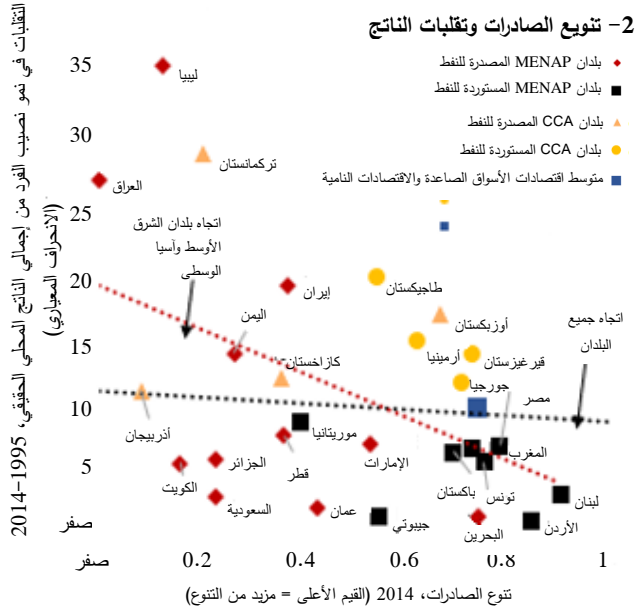 2- تنويع الصادرات وتقلبات الناتج
بلدان MENAP المصدرة للنفط
بلدان MENAP المستوردة للنفط
بلدان CCA المصدرة للنفط
بلدان CCA المستوردة للنفط
متوسط اقتصادات الأسواق الصاعدة والاقتصادات النامية
التقلبات في نمو نصيب الفرد من إجمالي الناتج المحلي الحقيقي، 1995-2014
(الانحراف المعياري)
35
30
25
20
15
10
5
صفر
ليبيا
تركمانستان
العراق
اتجاه بلدان الشرق
الأوسط وآسيا
الوسطى
إيران
طاجيكستان
اليمن
أوزبكستان
اتجاه جميع
البلدان
أرمينيا
قيرغيزستان
كازاخستان
جورجيا
مصر
أذربيجان
موريتانيا
المغرب
الجزائر
قطر
الإمارات
الكويت
باكستان
تونس
لبنان
السعودية
عمان
جيبوتي
البحرين
الأردن
صفر
0.2
0.4
0.6
0.8
1
تنوع الصادرات، 2014 (القيم الأعلى = مزيد من التنوع)